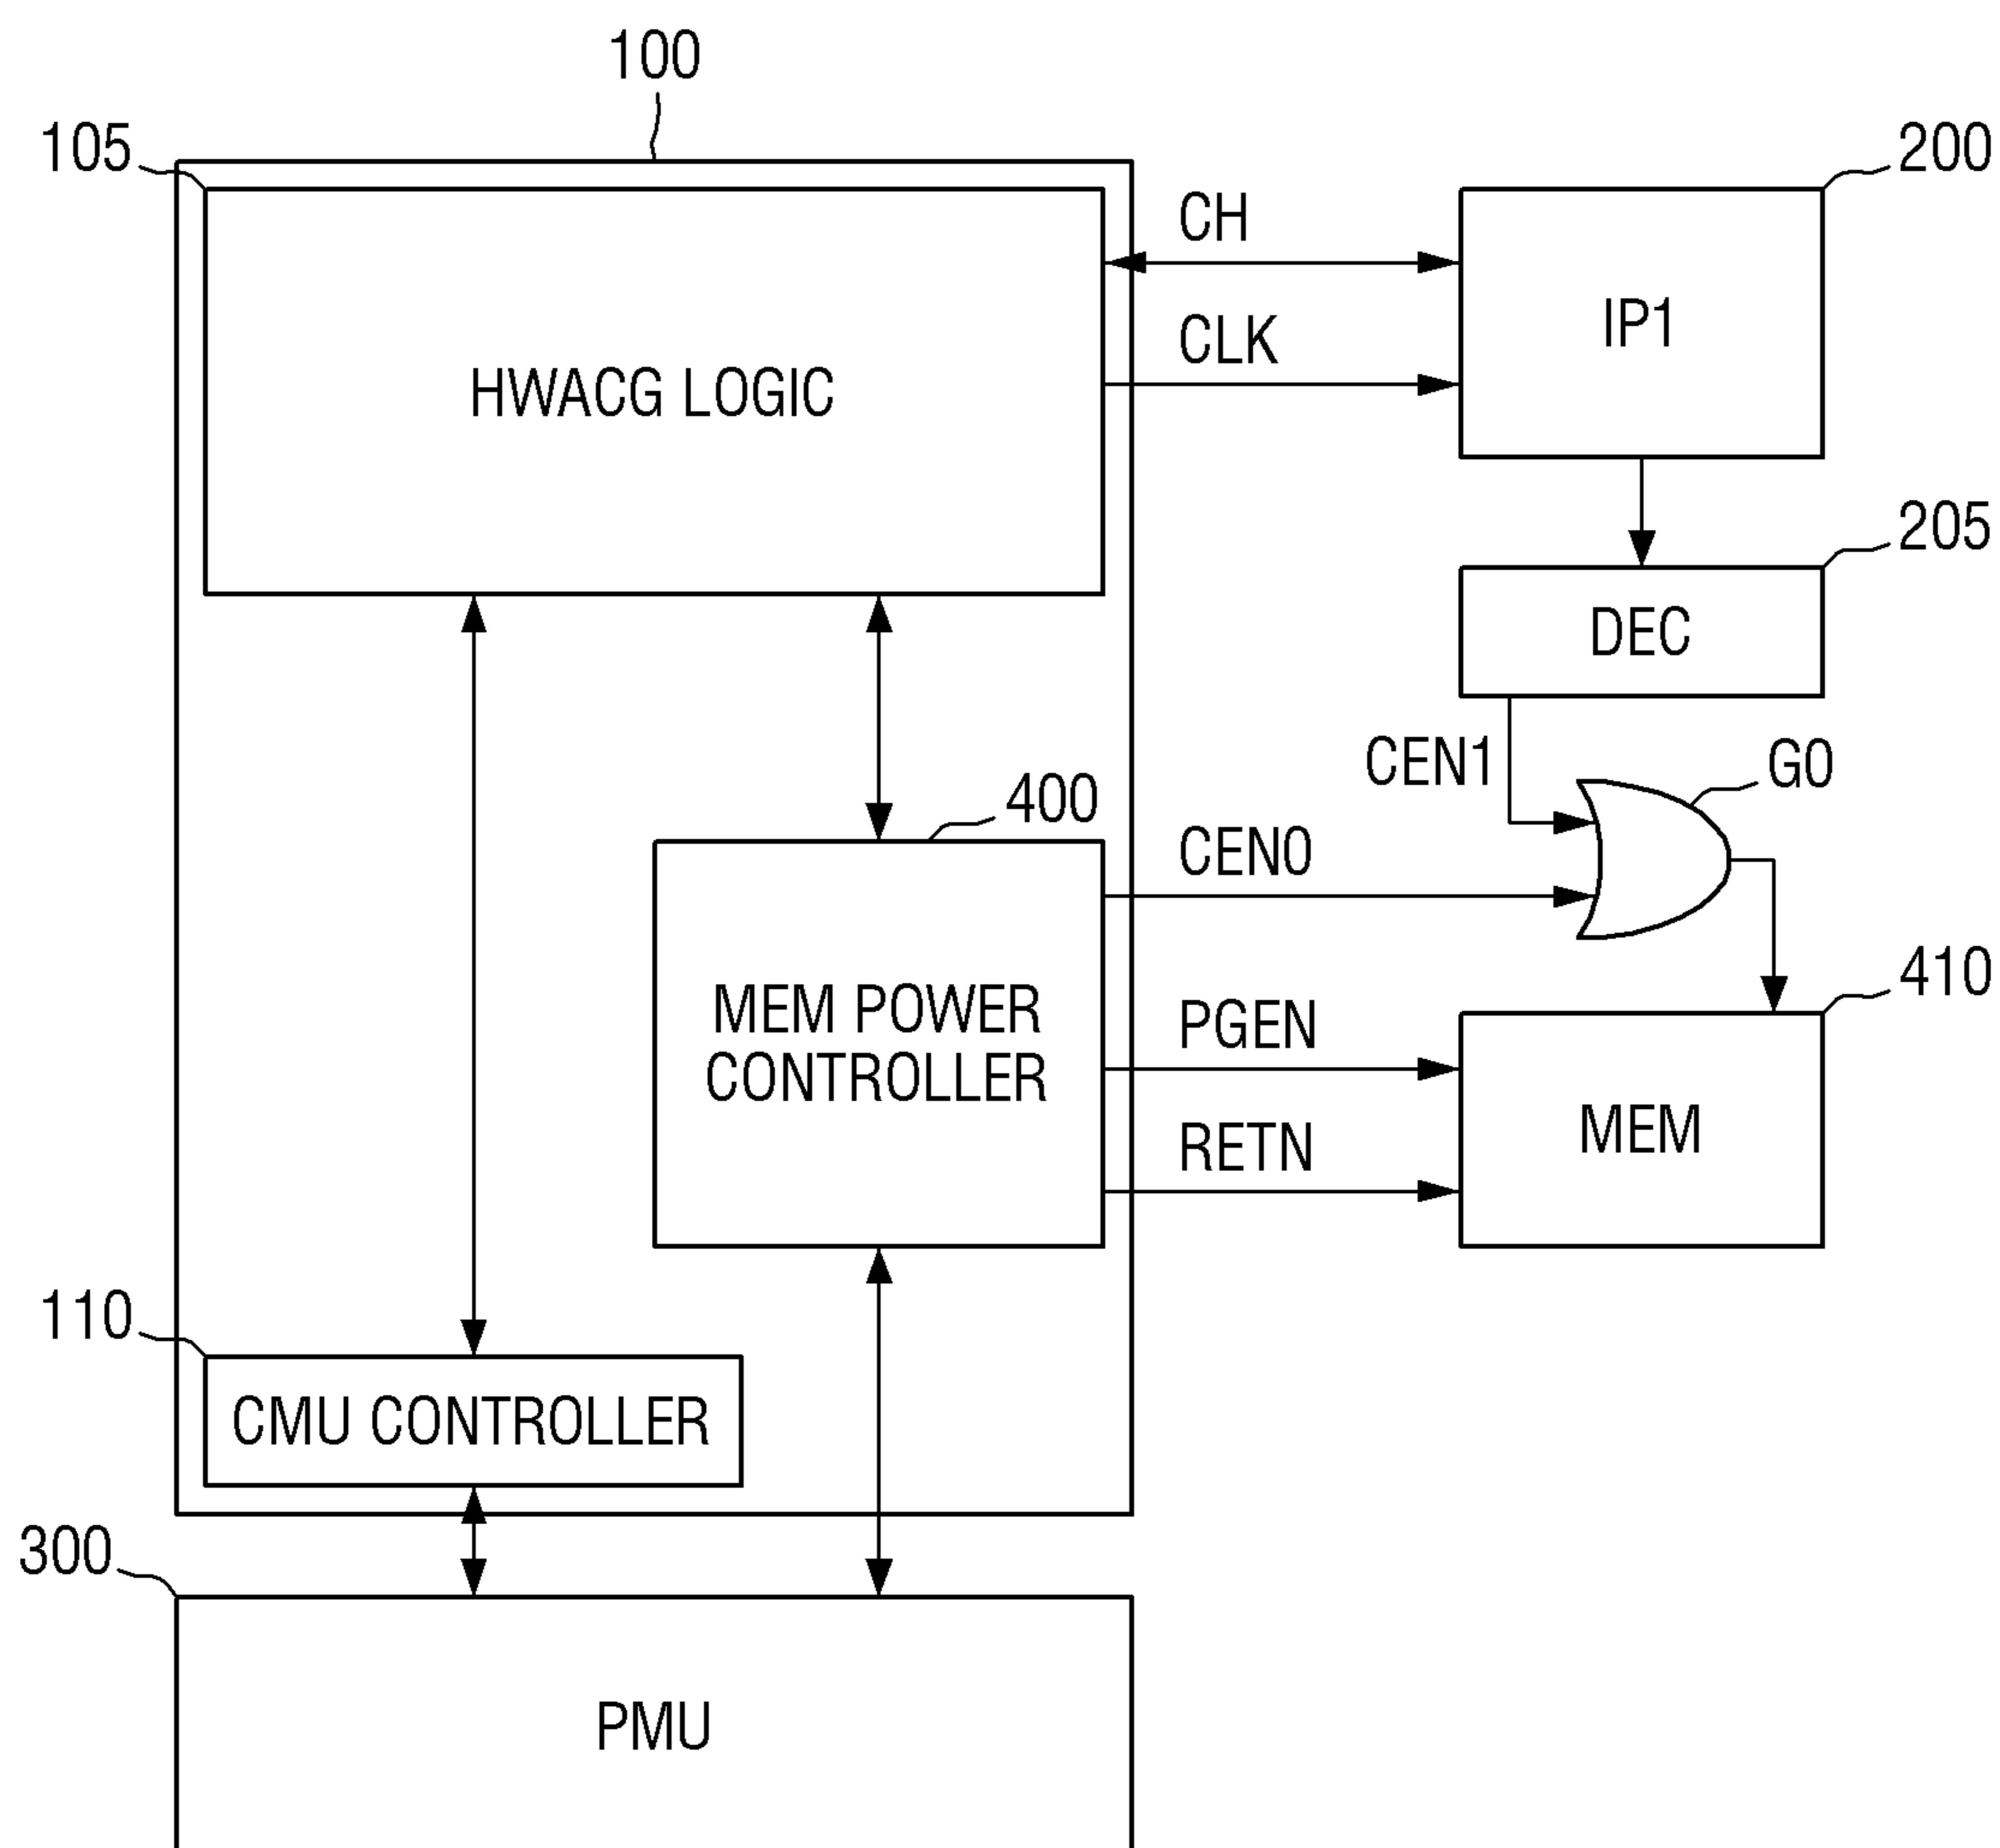 100
105
200
CH
CLK
IP1
HWACG LOGIC
205
DEC
CEN1
G0
400
CEN0
410
MEM POWER
CONTROLLER
PGEN
RETN
MEM
110
CMU CONTROLLER
300
PMU